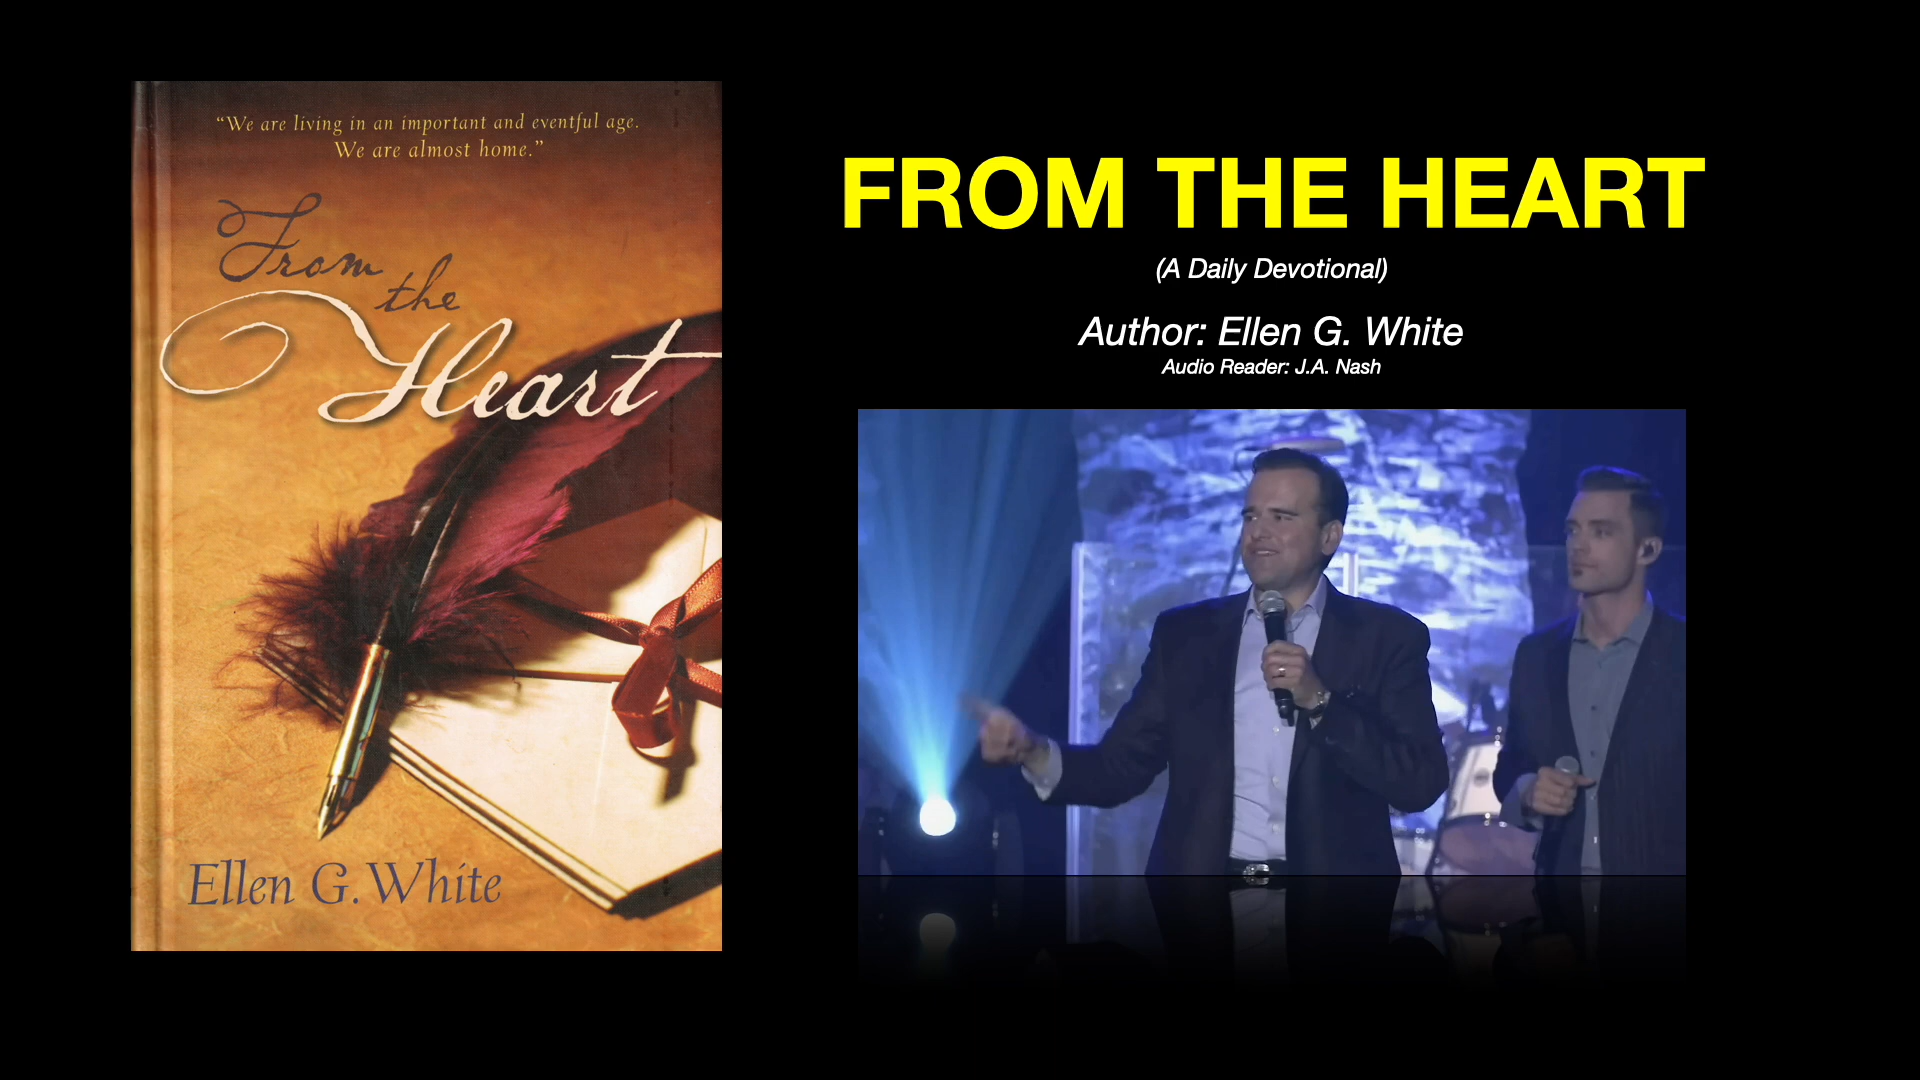 “We are living in an important and eventful age.
We are almost home.”
From
the
Heart
Ellen G. White
FROM THE HEART
(A Daily Devotional)
Author: Ellen G. White
Audio Reader: J.A. Nash